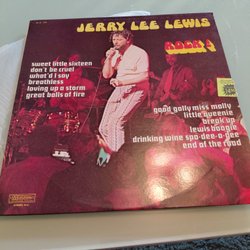 JERRY LEE LEWIS
ROCK'S
sweet little sixteen
don't be cruel
what'd I say
breathless
loving up a storm
great balls of fire
good golly miss molly
little queenie
break up
lewis boogie
drinking wine spo-dee-o-dee
end of the road